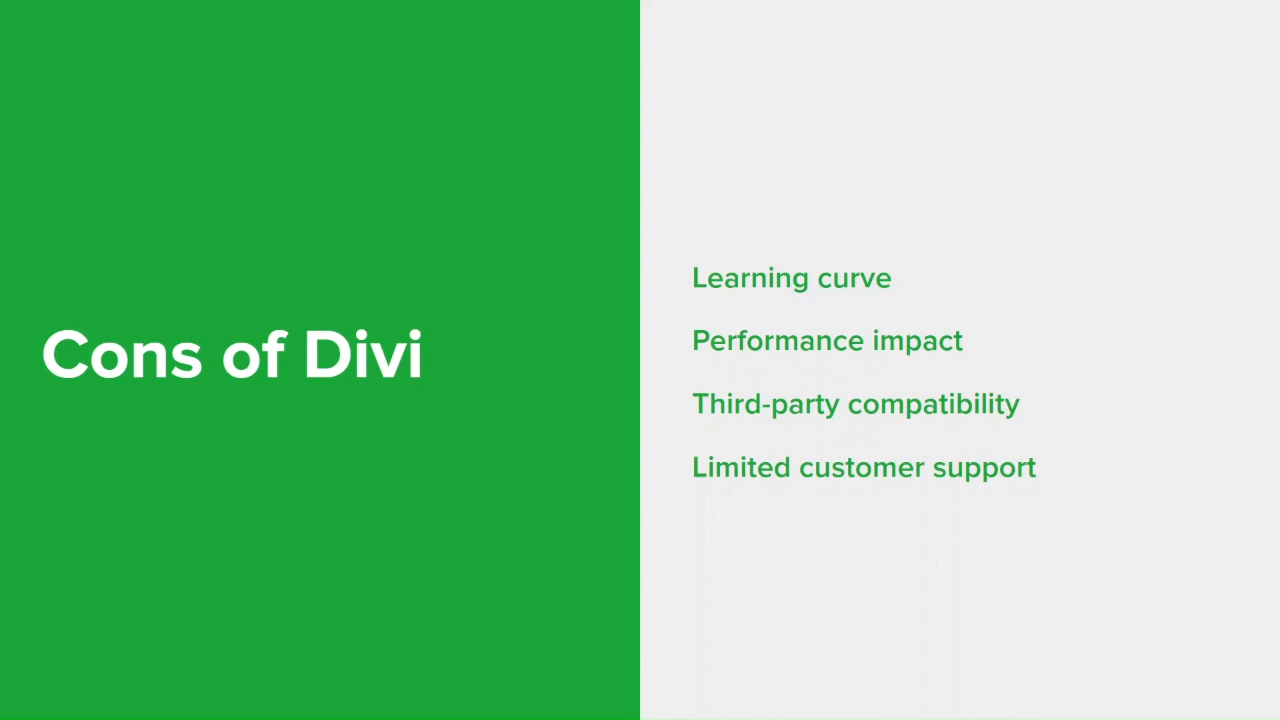 Cons of Divi
Learning curve
Performance impact
Third-party compatibility
Limited customer support